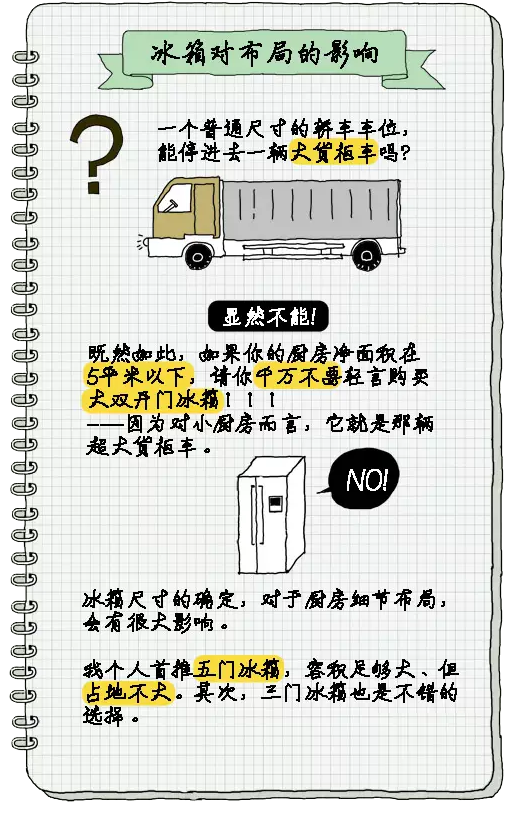 冰箱对布局的影响
?
一个普通尺寸的轿车车位,
能停进去一辆大货柜车吗?
显然不能!
既然如此, 如果你的厨房净面积在
5平米以下, 请你千万不要轻言购买
大双开门冰箱!!!
——因为对小厨房而言, 它就是那辆
超大货柜车。
NO!
冰箱尺寸的确定, 对于厨房细节布局,
会有很大影响。
我个人首推五门冰箱, 容积足够大、但
占地不大。其次, 三门冰箱也是不错的
选择。